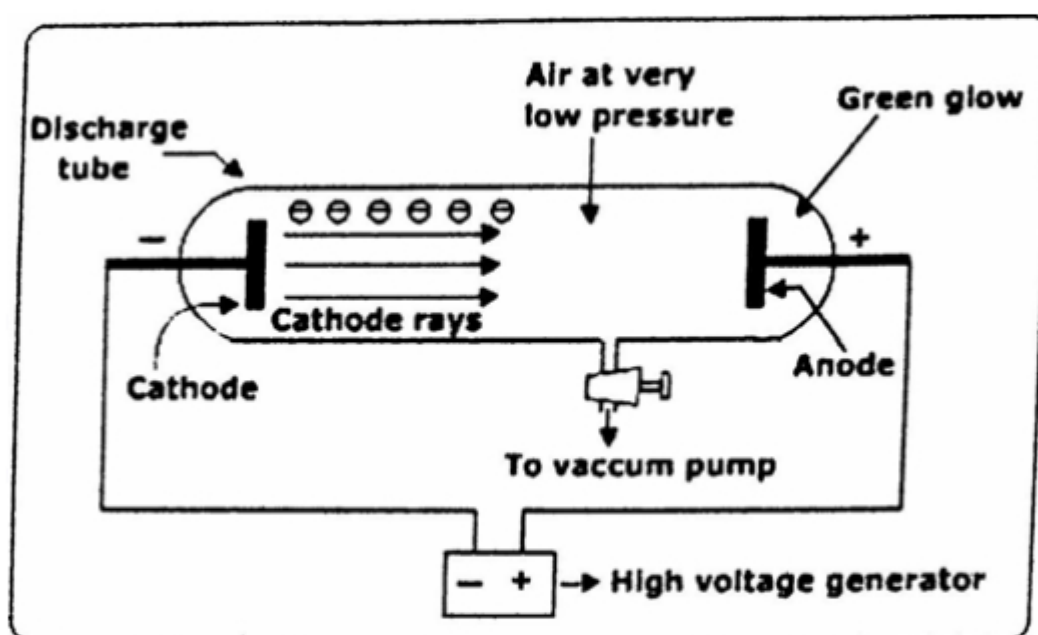 Air at very
low pressure
Green glow
Discharge
tube
− +
Cathode rays
Cathode
Anode
To vaccum pump
− + High voltage generator